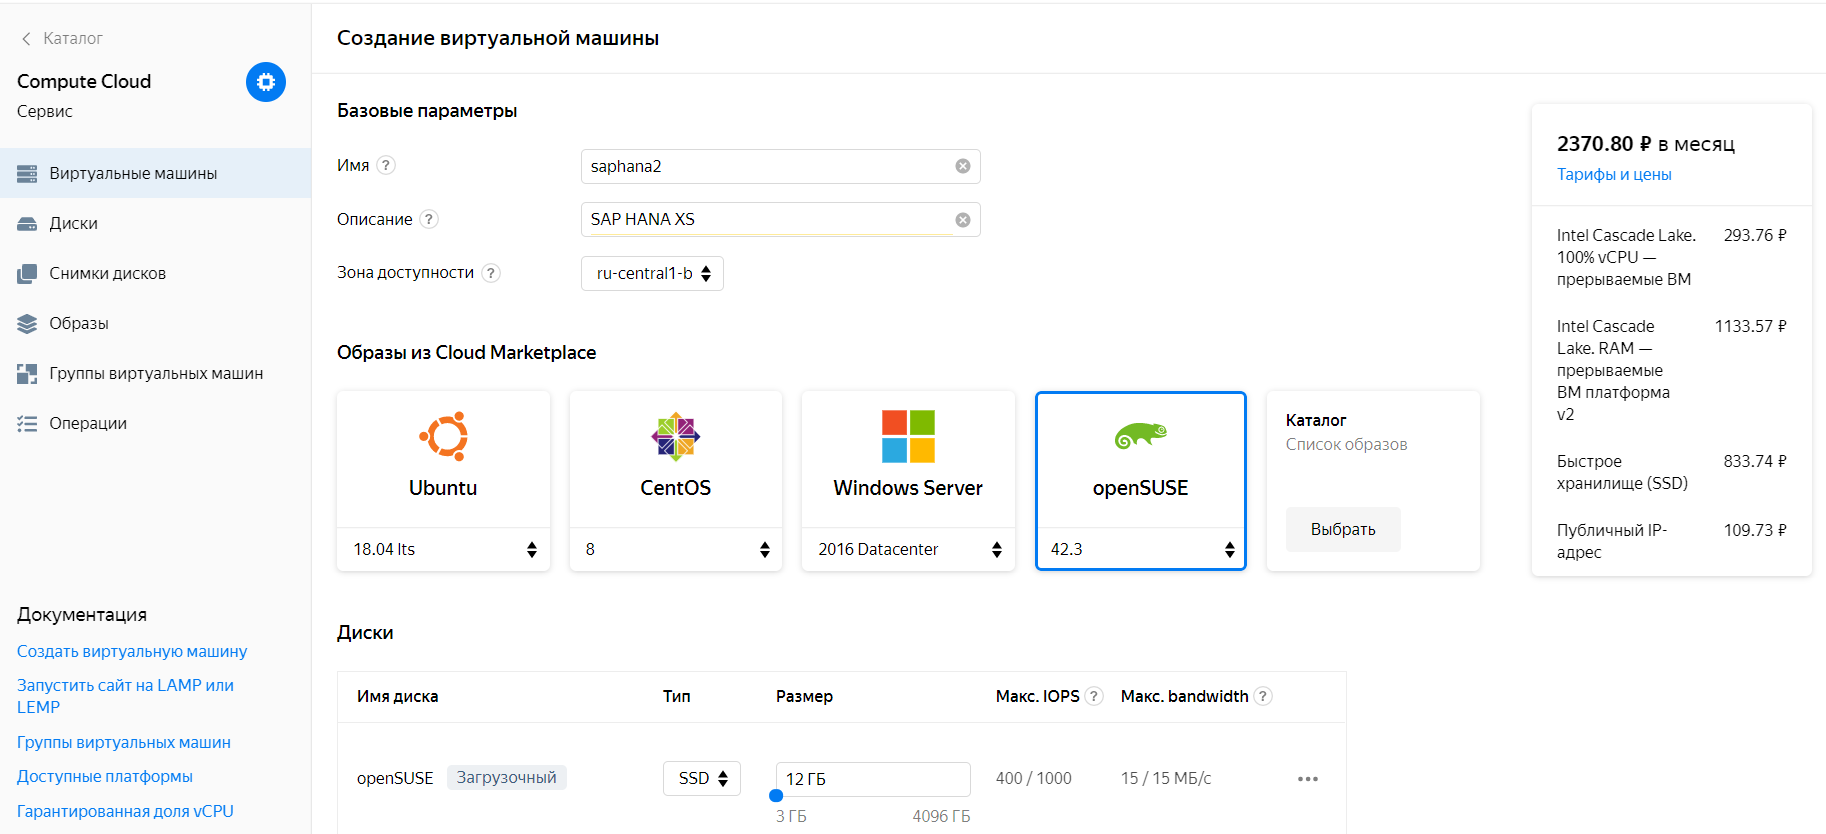 Каталог
Compute Cloud
Сервис
Виртуальные машины
Диски
Снимки дисков
Образы
Группы виртуальных машин
Операции
Документация
Создать виртуальную машину
Запустить сайт на LAMP или
LEMP
Группы виртуальных машин
Доступные платформы
Гарантированная доля vCPU
Создание виртуальной машины
Базовые параметры
Имя ?
saphana2
Описание ?
SAP HANA XS
Зона доступности ?
ru-central1-b
Образы из Cloud Marketplace
Ubuntu
18.04 lts
CentOS
8
Windows Server
2016 Datacenter
openSUSE
42.3
Каталог
Список образов
Выбрать
Диски
Имя диска Тип Размер Макс. IOPS ? Макс. bandwidth ?
openSUSE Загрузочный SSD 12 ГБ 400 / 1000 15 / 15 МБ/с
3 ГБ 4096 ГБ
2370.80 ₽ в месяц
Тарифы и цены
Intel Cascade Lake. 293.76 ₽
100% vCPU —
прерываемые ВМ
Intel Cascade 1133.57 ₽
Lake. RAM —
прерываемые
ВМ платформа
v2
Быстрое 833.74 ₽
хранилище (SSD)
Публичный IP- 109.73 ₽
адрес